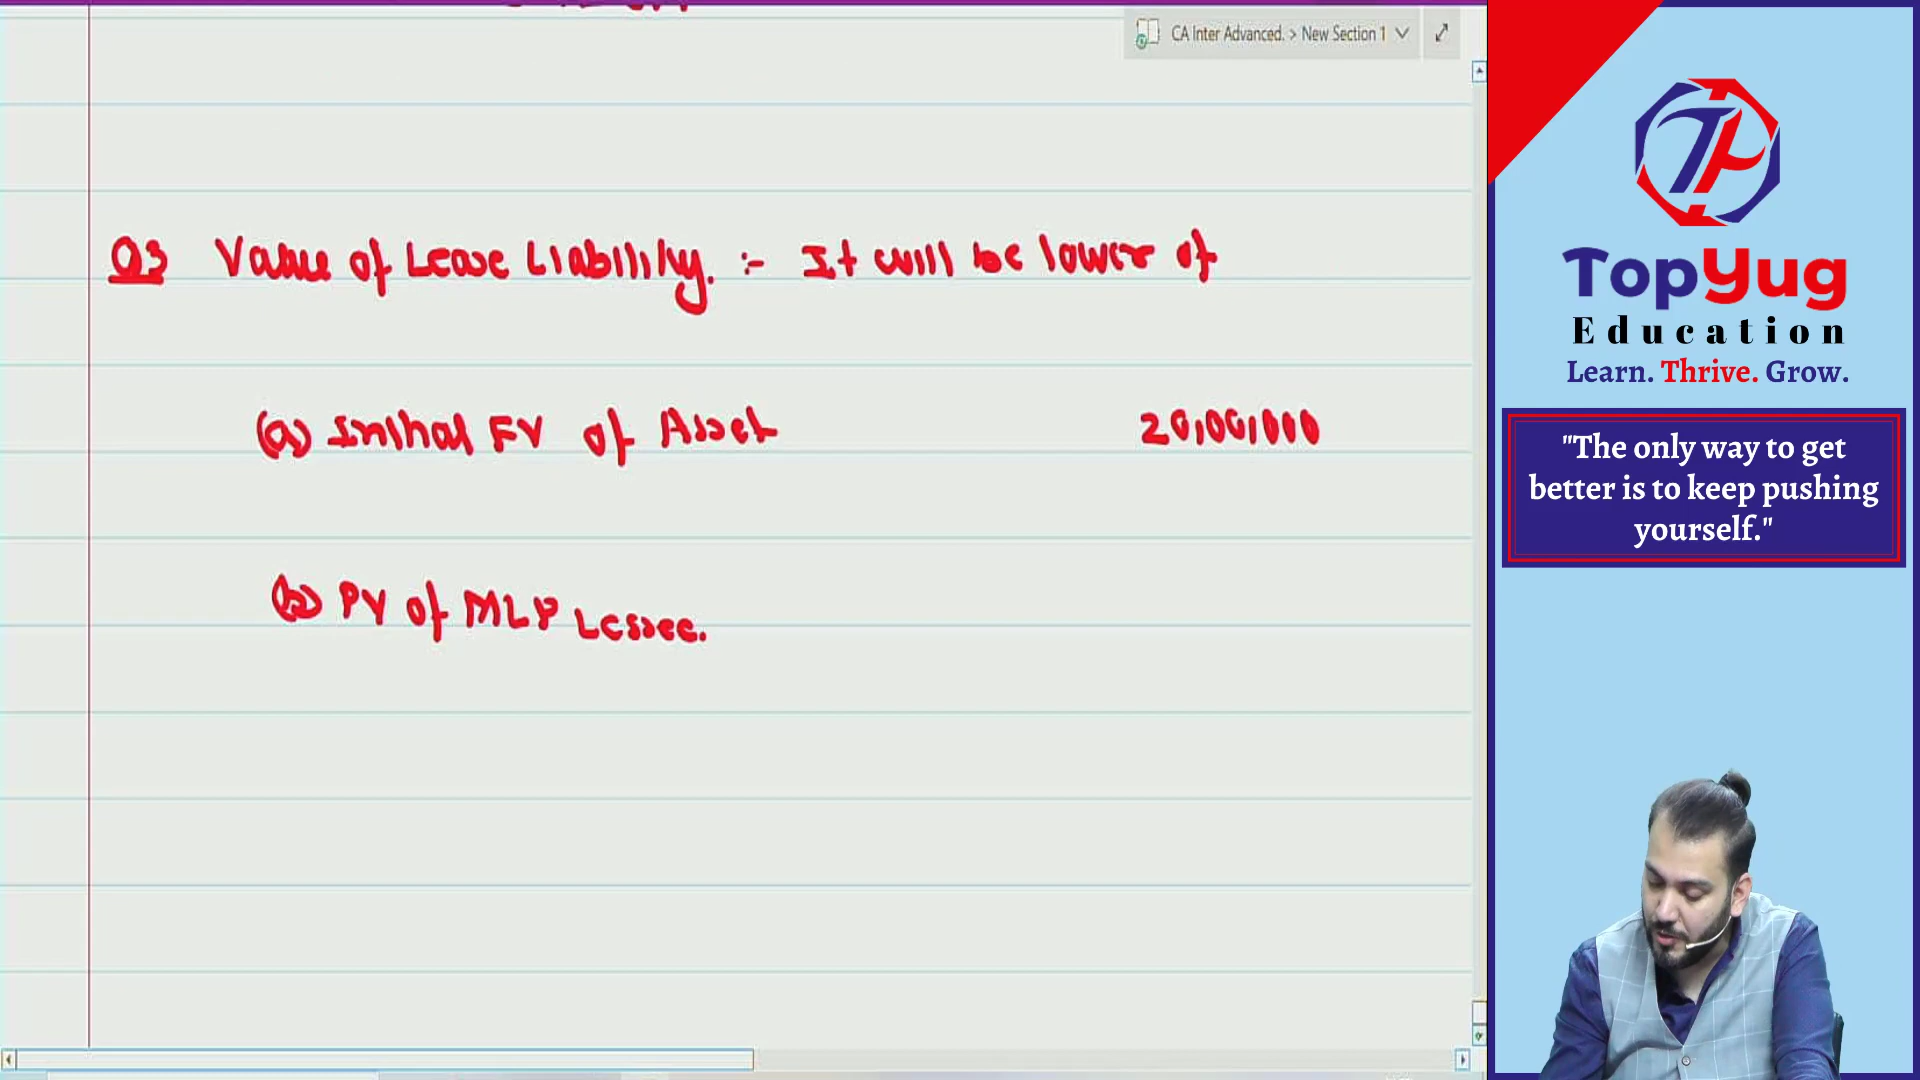 CA Inter Advanced. > New Section 1
Q3 Value of Lease Liability. :- It will be lower of
(a) Initial FV of Asset 20,00,000
(b) PV of MLP Lessee.
TopYug
Education
Learn. Thrive. Grow.
"The only way to get
better is to keep pushing
yourself."